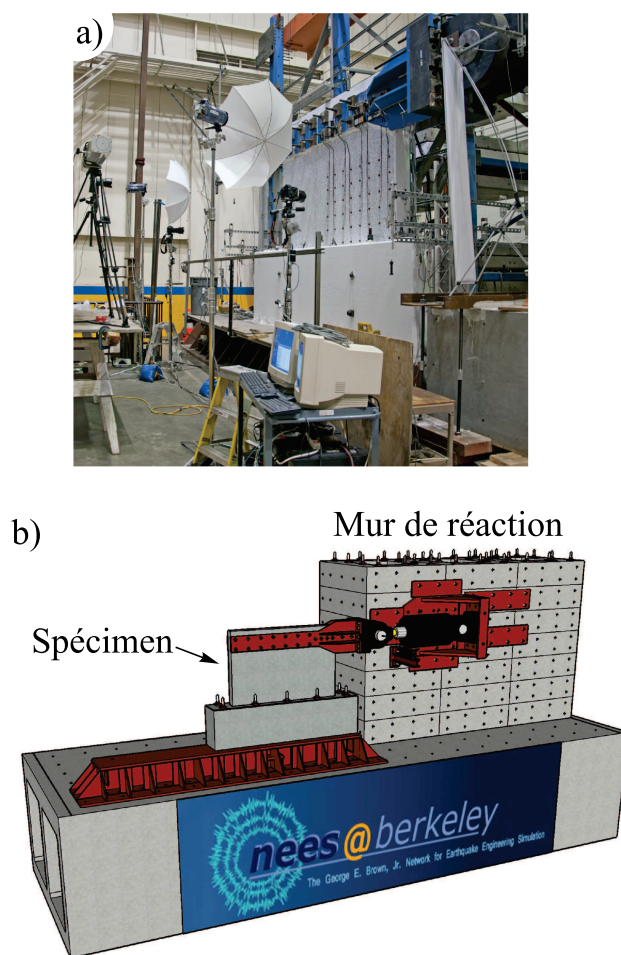 a)
b)
Mur de réaction
Spécimen
nees@berkeley
The George E. Brown, Jr. Network for Earthquake Engineering Simulation